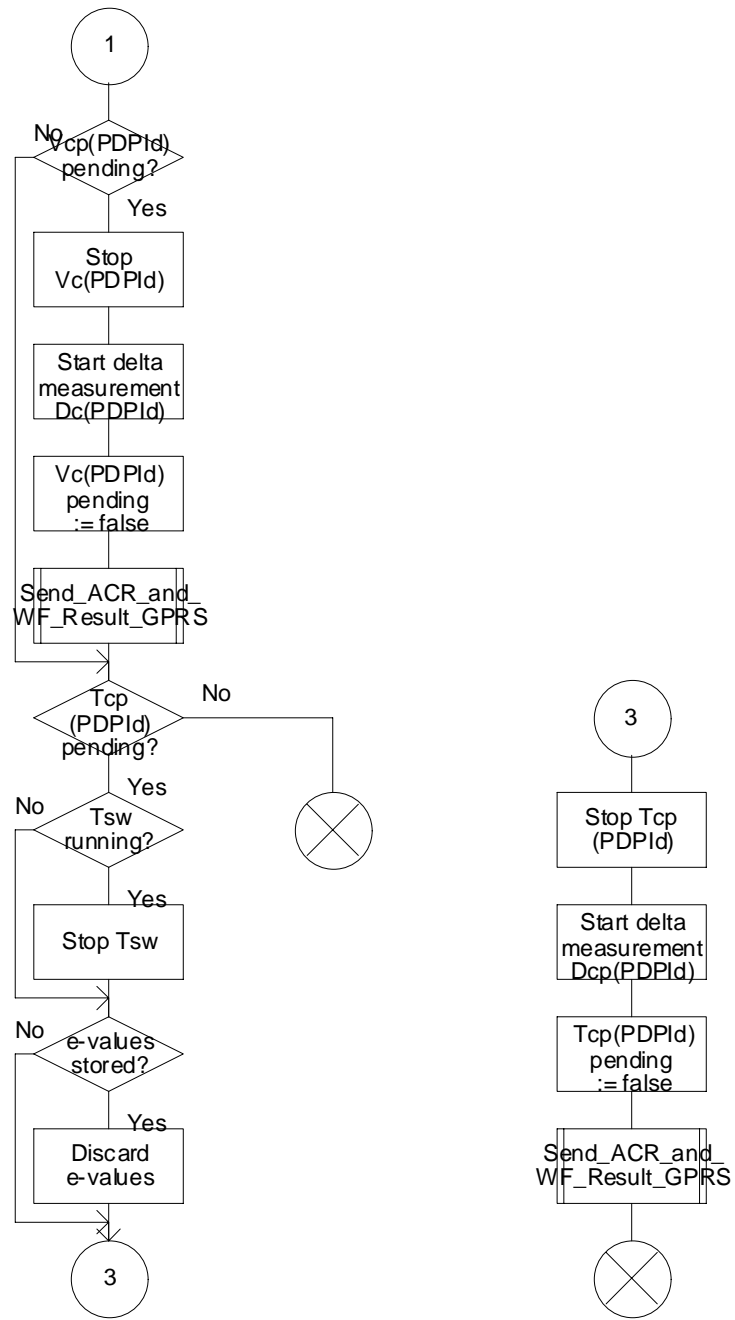 1
No
Vcp(PDPId)
pending?
Yes
Stop
Vc(PDPId)
Start delta
measurement
Dc(PDPId)
Vc(PDPId)
pending
:= false
Send_ACR_and_
WF_Result_GPRS
Tcp
(PDPId)
pending?
No
Yes
No
Tsw
running?
Yes
Stop Tsw
No
e-values
stored?
Yes
Discard
e-values
3
3
Stop Tcp
(PDPId)
Start delta
measurement
Dcp(PDPId)
Tcp(PDPId)
pending
:= false
Send_ACR_and_
WF_Result_GPRS